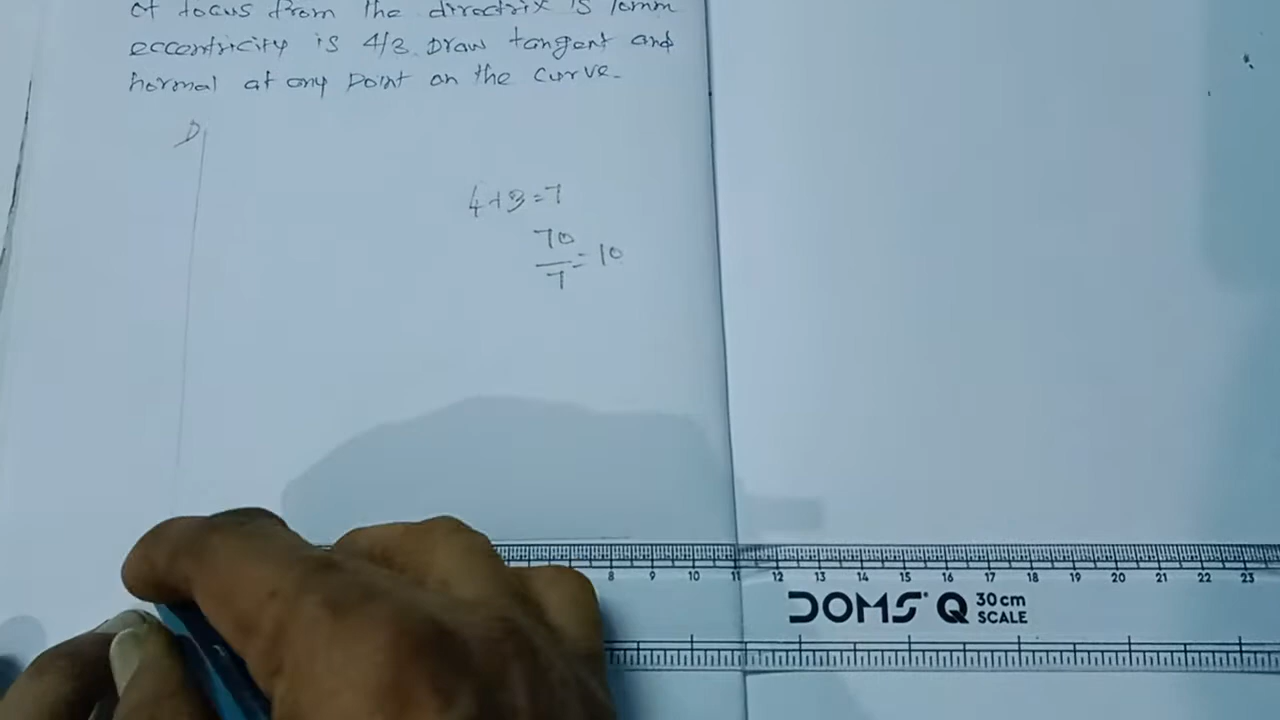 of focus from the directrix is 70mm
eccentricity is 4/3. Draw tangent and
normal at any point on the curve.
D
4+3=7
70
7
=10
8 9 10 11 12 13 14 15 16 17 18 19 20 21 22 23
DOMS Q 30cm
SCALE